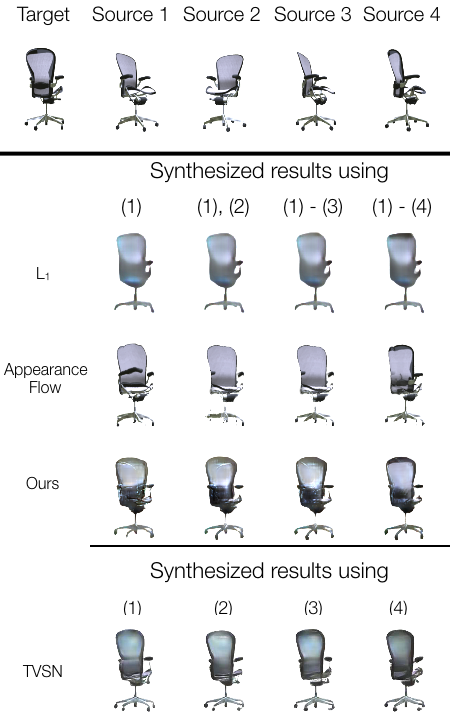 Target Source 1 Source 2 Source 3 Source 4
Synthesized results using
(1) (1), (2) (1) - (3) (1) - (4)
L1
Appearance
Flow
Ours
Synthesized results using
(1) (2) (3) (4)
TVSN